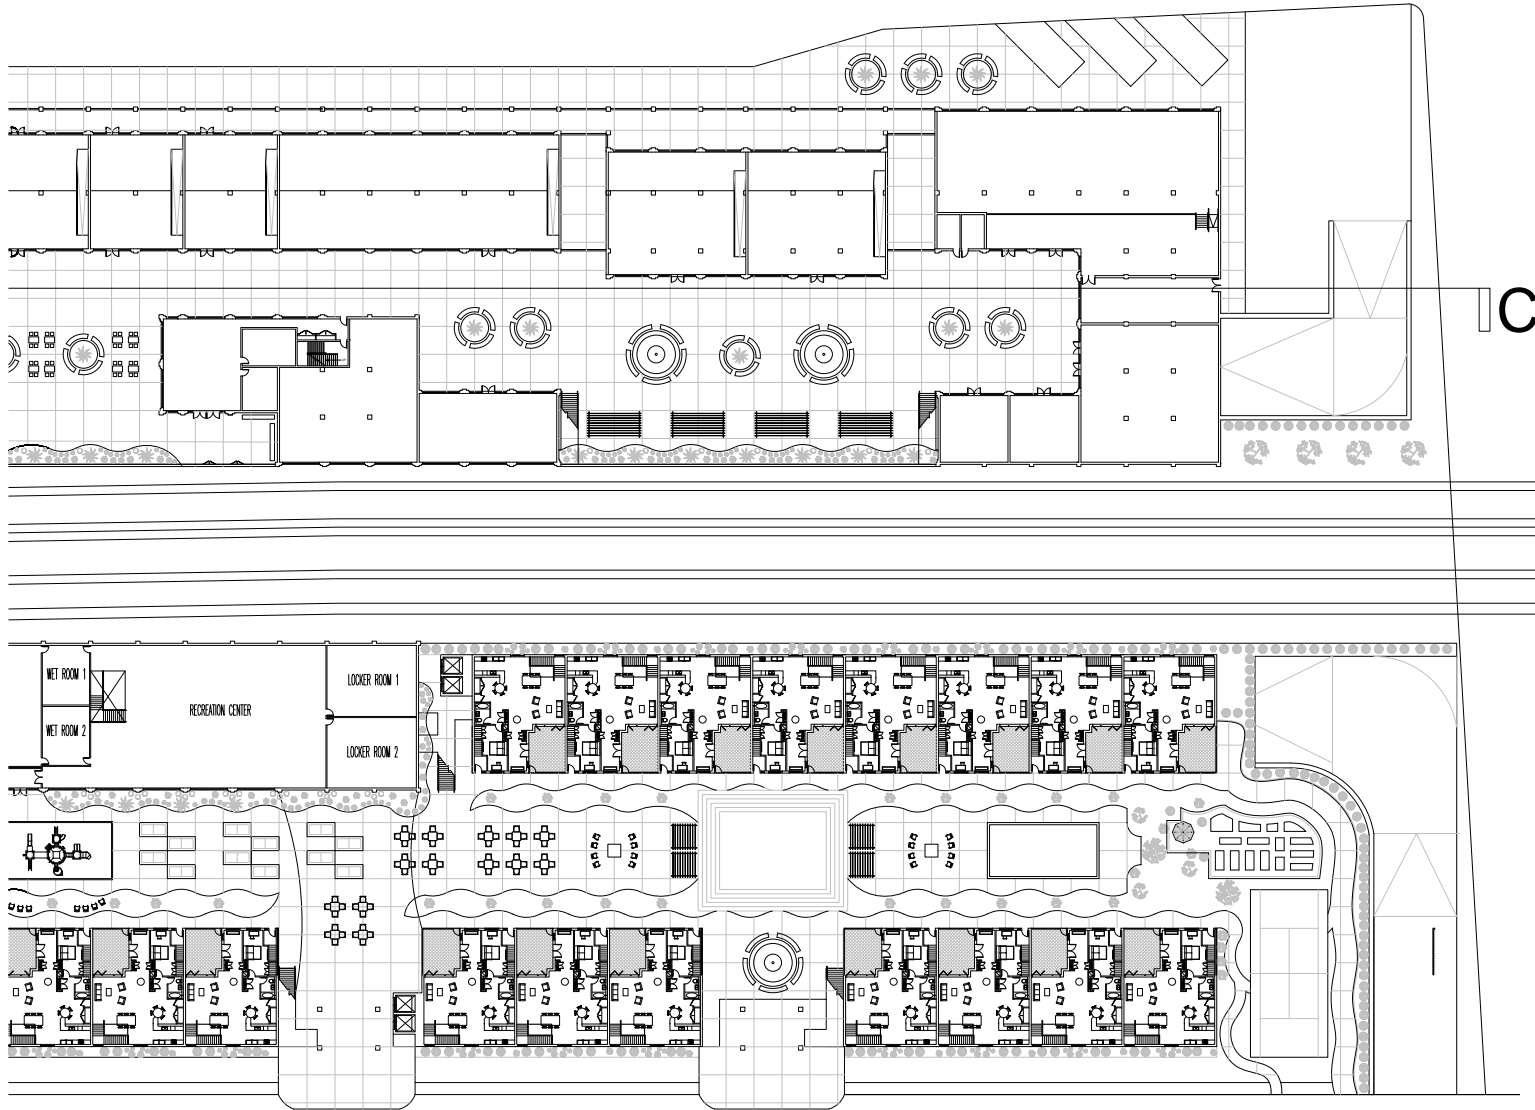 C
WET ROOM 1
LOCKER ROOM 1
RECREATION CENTER
WET ROOM 2
LOCKER ROOM 2